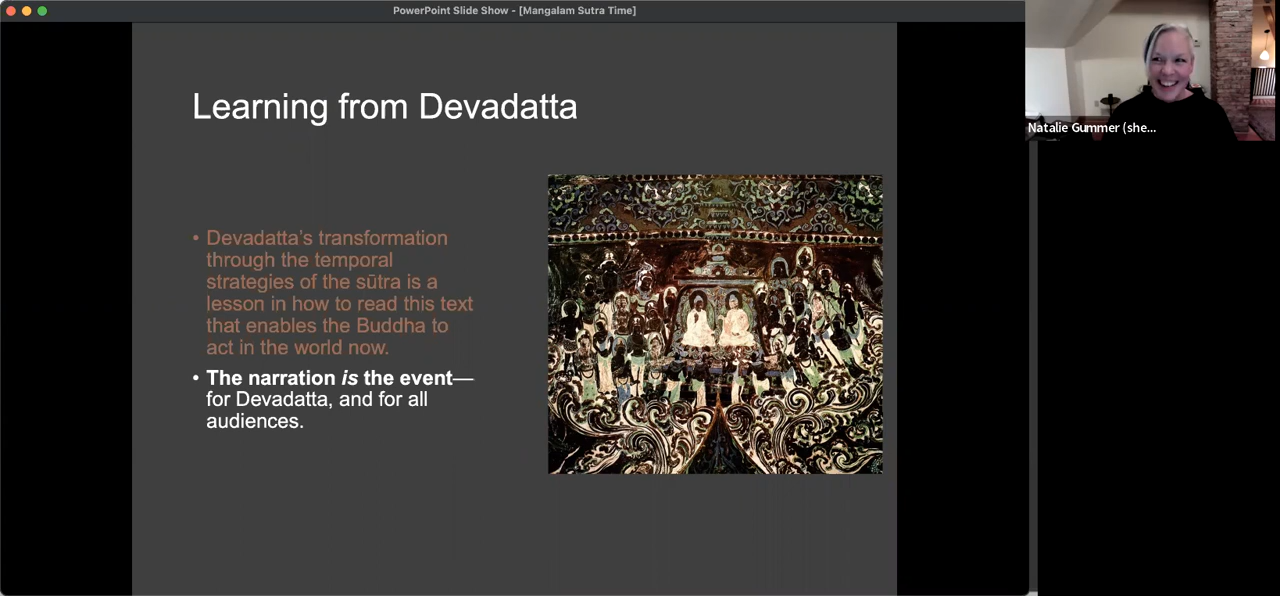 PowerPoint Slide Show - [Mangalam Sutra Time]
Learning from Devadatta
• Devadatta's transformation
through the temporal
strategies of the sūtra is a
lesson in how to read this text
that enables the Buddha to
act in the world now.
• The narration is the event—
for Devadatta, and for all
audiences.
Natalie Gummer (she...